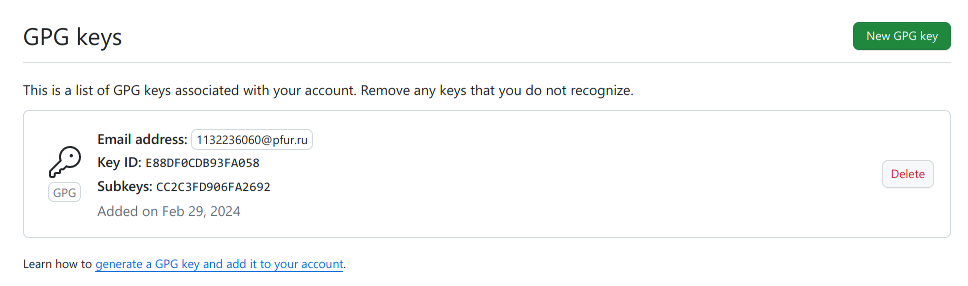 GPG keys
New GPG key
This is a list of GPG keys associated with your account. Remove any keys that you do not recognize.
Email address: 1132236060@pfur.ru
Key ID: E88DF0CDB93FA058
GPG
Subkeys: CC2C3FD906FA2692
Delete
Added on Feb 29, 2024
Learn how to generate a GPG key and add it to your account.